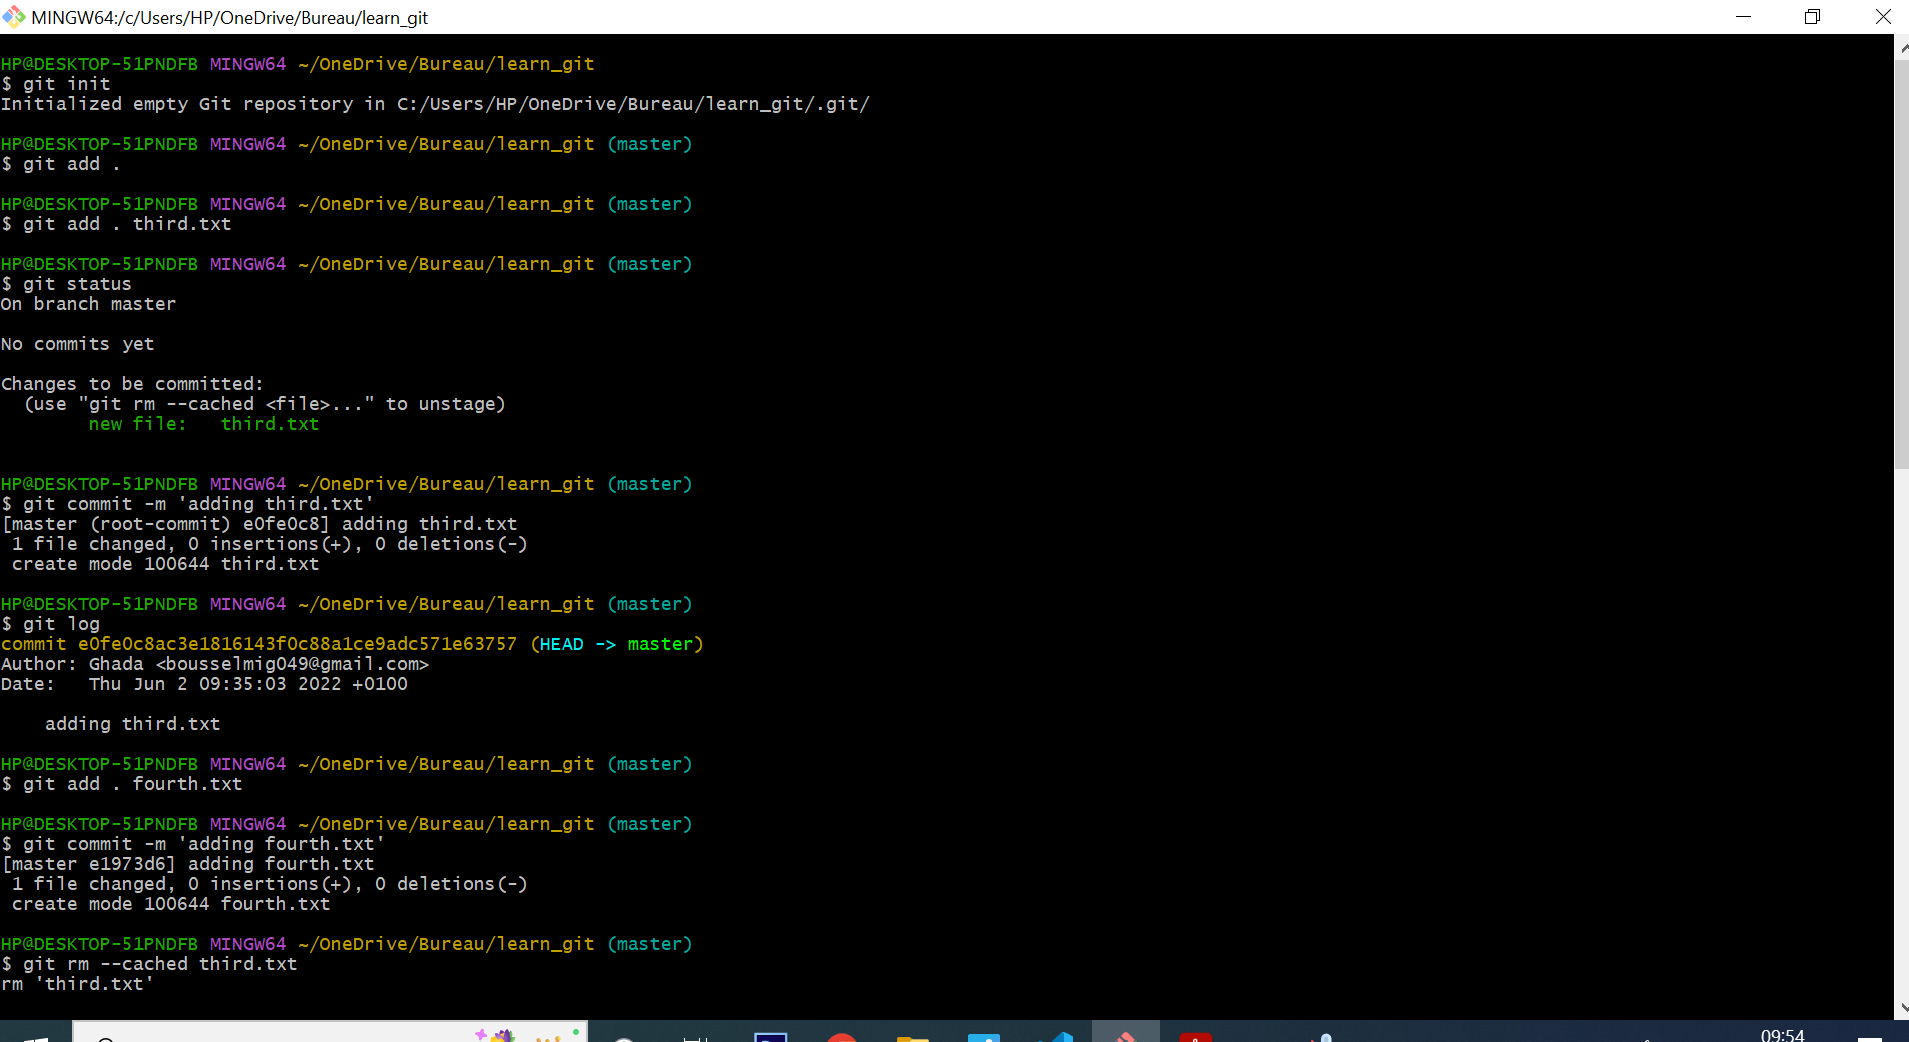 MINGW64:/c/Users/HP/OneDrive/Bureau/learn_git
HP@DESKTOP-51PNDFB MINGW64 ~/OneDrive/Bureau/learn_git
$ git init
Initialized empty Git repository in C:/Users/HP/OneDrive/Bureau/learn_git/.git/
HP@DESKTOP-51PNDFB MINGW64 ~/OneDrive/Bureau/learn_git (master)
$ git add .
HP@DESKTOP-51PNDFB MINGW64 ~/OneDrive/Bureau/learn_git (master)
$ git add . third.txt
HP@DESKTOP-51PNDFB MINGW64 ~/OneDrive/Bureau/learn_git (master)
$ git status
On branch master
No commits yet
Changes to be committed:
  (use "git rm --cached <file>..." to unstage)
        new file:   third.txt
HP@DESKTOP-51PNDFB MINGW64 ~/OneDrive/Bureau/learn_git (master)
$ git commit -m 'adding third.txt'
[master (root-commit) e0fe0c8] adding third.txt
 1 file changed, 0 insertions(+), 0 deletions(-)
 create mode 100644 third.txt
HP@DESKTOP-51PNDFB MINGW64 ~/OneDrive/Bureau/learn_git (master)
$ git log
commit e0fe0c8ac3e1816143f0c88a1ce9adc571e63757 (HEAD -> master)
Author: Ghada <bousselmig049@gmail.com>
Date:   Thu Jun 2 09:35:03 2022 +0100
    adding third.txt
HP@DESKTOP-51PNDFB MINGW64 ~/OneDrive/Bureau/learn_git (master)
$ git add . fourth.txt
HP@DESKTOP-51PNDFB MINGW64 ~/OneDrive/Bureau/learn_git (master)
$ git commit -m 'adding fourth.txt'
[master e1973d6] adding fourth.txt
 1 file changed, 0 insertions(+), 0 deletions(-)
 create mode 100644 fourth.txt
HP@DESKTOP-51PNDFB MINGW64 ~/OneDrive/Bureau/learn_git (master)
$ git rm --cached third.txt
rm 'third.txt'
09:54